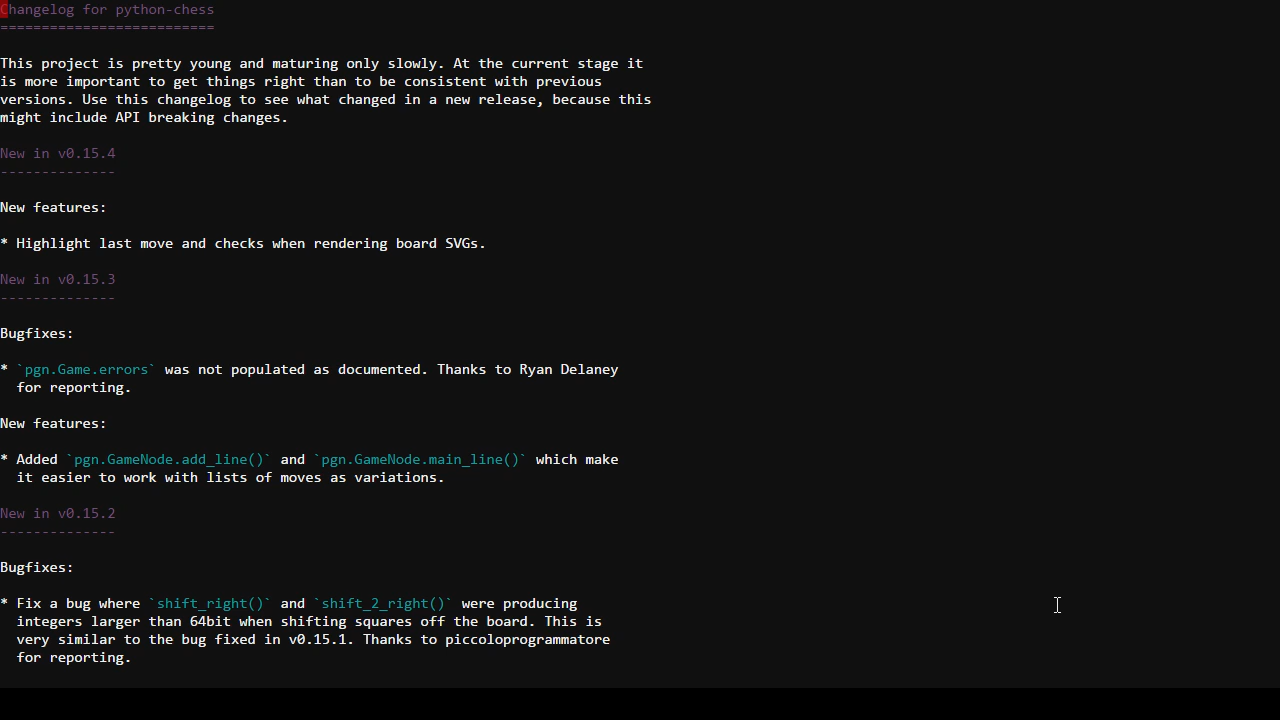 Changelog for python-chess
==========================
This project is pretty young and maturing only slowly. At the current stage it
is more important to get things right than to be consistent with previous
versions. Use this changelog to see what changed in a new release, because this
might include API breaking changes.
New in v0.15.4
--------------
New features:
* Highlight last move and checks when rendering board SVGs.
New in v0.15.3
--------------
Bugfixes:
* `pgn.Game.errors` was not populated as documented. Thanks to Ryan Delaney
for reporting.
New features:
* Added `pgn.GameNode.add_line()` and `pgn.GameNode.main_line()` which make
it easier to work with lists of moves as variations.
New in v0.15.2
--------------
Bugfixes:
* Fix a bug where `shift_right()` and `shift_2_right()` were producing
integers larger than 64bit when shifting squares off the board. This is
very similar to the bug fixed in v0.15.1. Thanks to piccoloprogrammatore
for reporting.